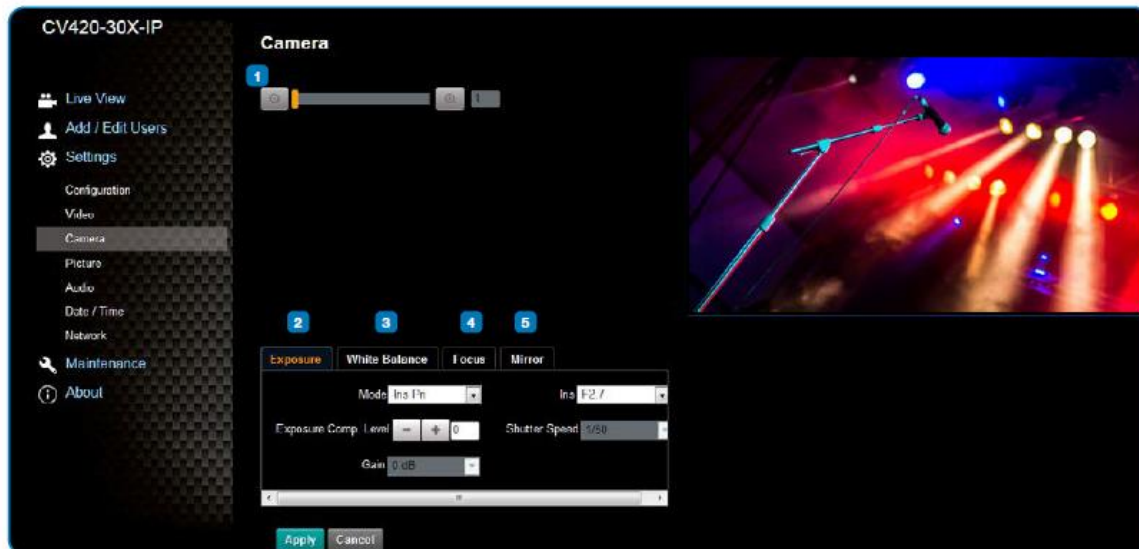 CV420-30X-IP
Camera
1
1
Live View
Add / Edit Users
Settings
Configuration
Video
Camera
Picture
Audio
Date / Time
Network
Maintenance
About
2 3 4 5
Exposure White Balance Focus Mirror
Mode Iris Pri Iris F2.7
Exposure Comp. Level - + 0 Shutter Speed 1/60
Gain 0 dB
Apply Cancel